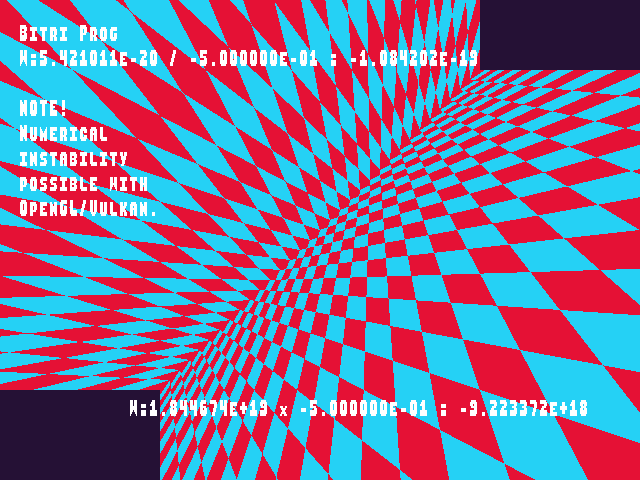 Bitri Prog
W:5.421011E-20 / -5.000000E-01 : -1.084202E-19
NOTE!
Numerical
instability
possible with
OpenGL/Vulkan.
W:1.844674E+19 x -5.000000E-01 : -9.223372E+18